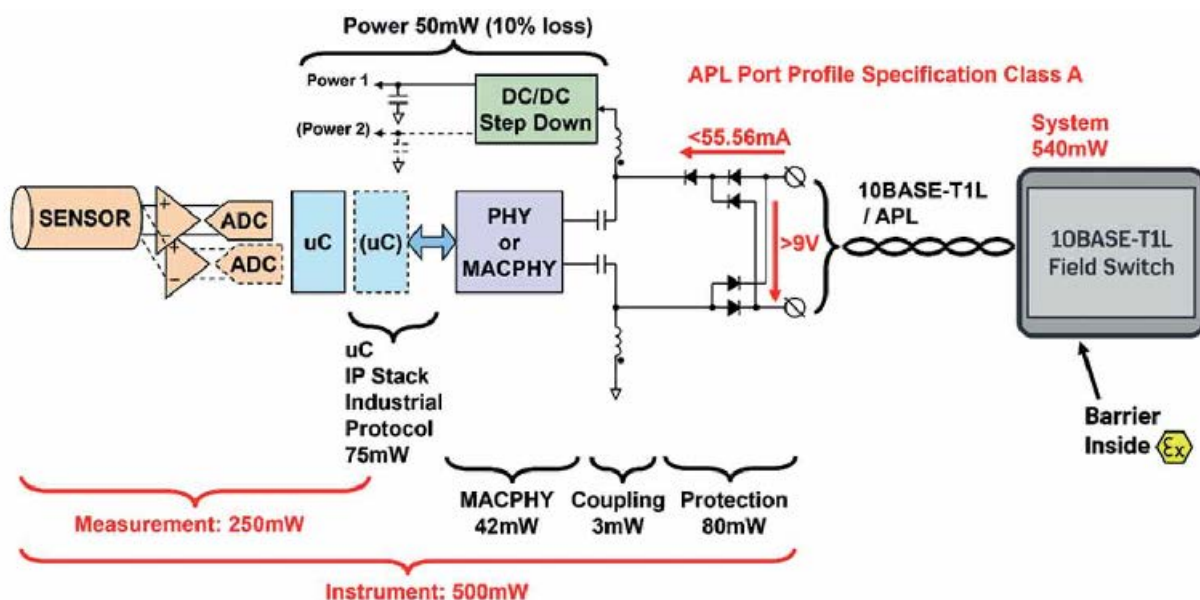 Power 50mW (10% loss)
Power 1
(Power 2)
DC/DC
Step Down
APL Port Profile Specification Class A
<55.56mA
>9V
System
540mW
SENSOR
+
−
+
−
ADC
ADC
uC
(uC)
PHY
or
MACPHY
10BASE-T1L
/ APL
10BASE-T1L
Field Switch
Barrier
Inside
Ex
uC
IP Stack
Industrial
Protocol
75mW
MACPHY
42mW
Coupling
3mW
Protection
80mW
Measurement: 250mW
Instrument: 500mW